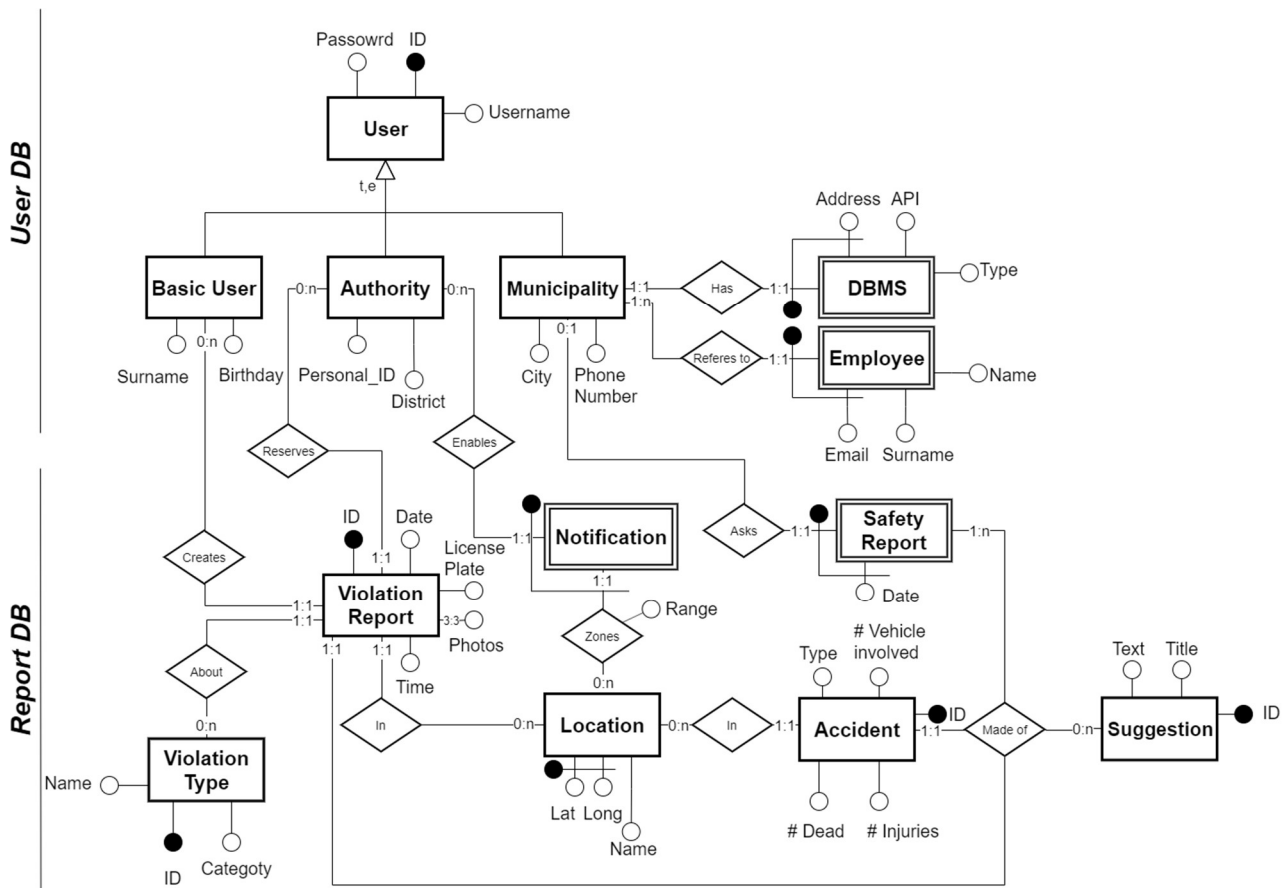 User DB
Passowrd
ID
Username
User
t,e
Address
API
Type
Basic User
0:n
Authority
0:n
Municipality
1:1
1:n
Has
1:1
DBMS
0:n
0:1
Referes to
1:1
Employee
Name
Surname
Birthday
Personal_ID
District
City
Phone
Number
Email
Surname
Reserves
Enables
Report DB
ID
Date
License
Plate
Creates
1:1
1:1
Notification
1:1
Asks
1:1
Safety
Report
1:n
Date
1:1
1:1
1:1
1:1
Violation
Report
3:3
Photos
Time
Range
Zones
About
In
0:n
0:n
0:n
Location
0:n
In
1:1
Type
# Vehicle
involved
Accident
ID
1:1
Made of
0:n
Text
Title
Suggestion
ID
Violation
Type
Name
ID
Categoty
Lat
Long
Name
# Dead
# Injuries